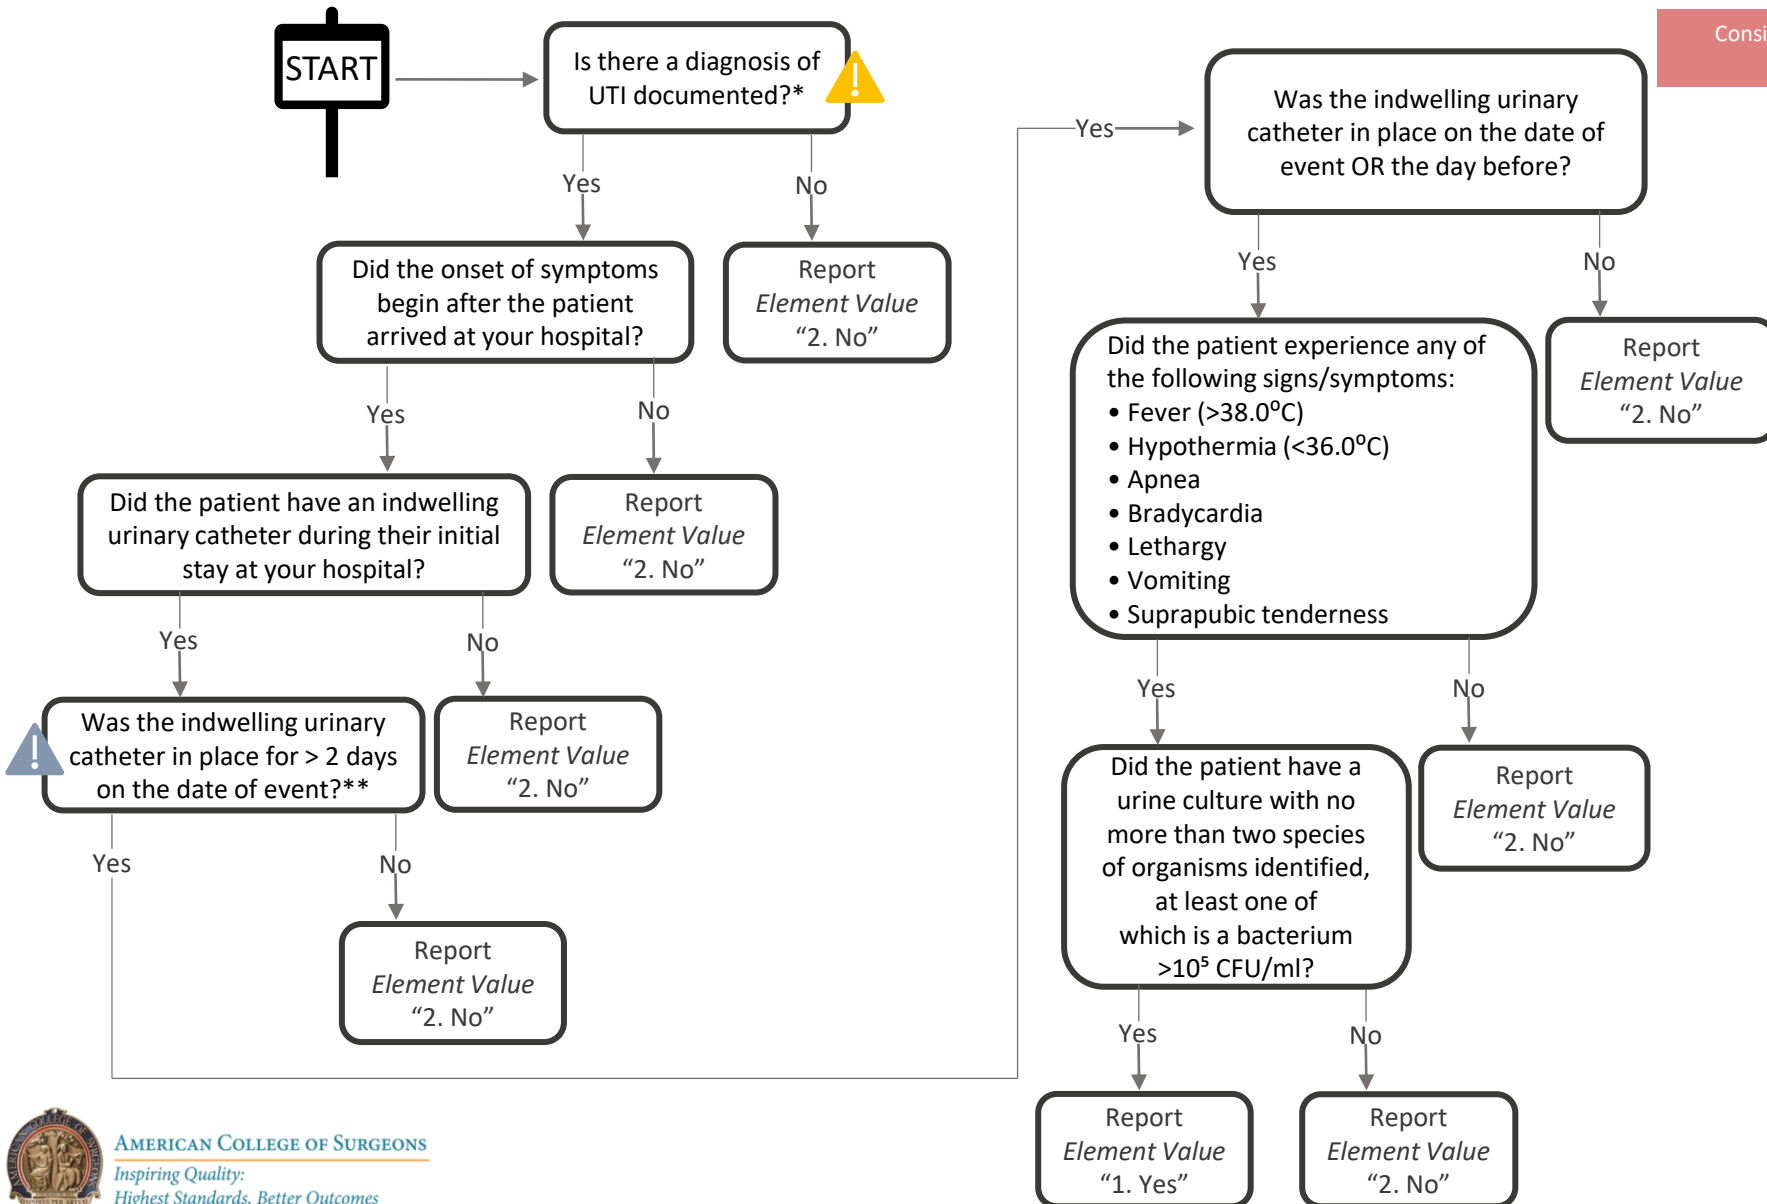 START
Is there a diagnosis of
UTI documented?*
Yes
No
Did the onset of symptoms
begin after the patient
arrived at your hospital?
Report
Element Value
“2. No”
Yes
No
Did the patient have an indwelling
urinary catheter during their initial
stay at your hospital?
Report
Element Value
“2. No”
Yes
No
Was the indwelling urinary
catheter in place for > 2 days
on the date of event?**
Report
Element Value
“2. No”
Yes
No
Report
Element Value
“2. No”
Yes
Was the indwelling urinary
catheter in place on the date of
event OR the day before?
Yes
No
Did the patient experience any of
the following signs/symptoms:
• Fever (>38.0⁰C)
• Hypothermia (<36.0⁰C)
• Apnea
• Bradycardia
• Lethargy
• Vomiting
• Suprapubic tenderness
Report
Element Value
“2. No”
Yes
No
Did the patient have a
urine culture with no
more than two species
of organisms identified,
at least one of
which is a bacterium
>10⁵ CFU/ml?
Report
Element Value
“2. No”
Yes
No
Report
Element Value
“1. Yes”
Report
Element Value
“2. No”
AMERICAN COLLEGE OF SURGEONS
Inspiring Quality:
Highest Standards, Better Outcomes